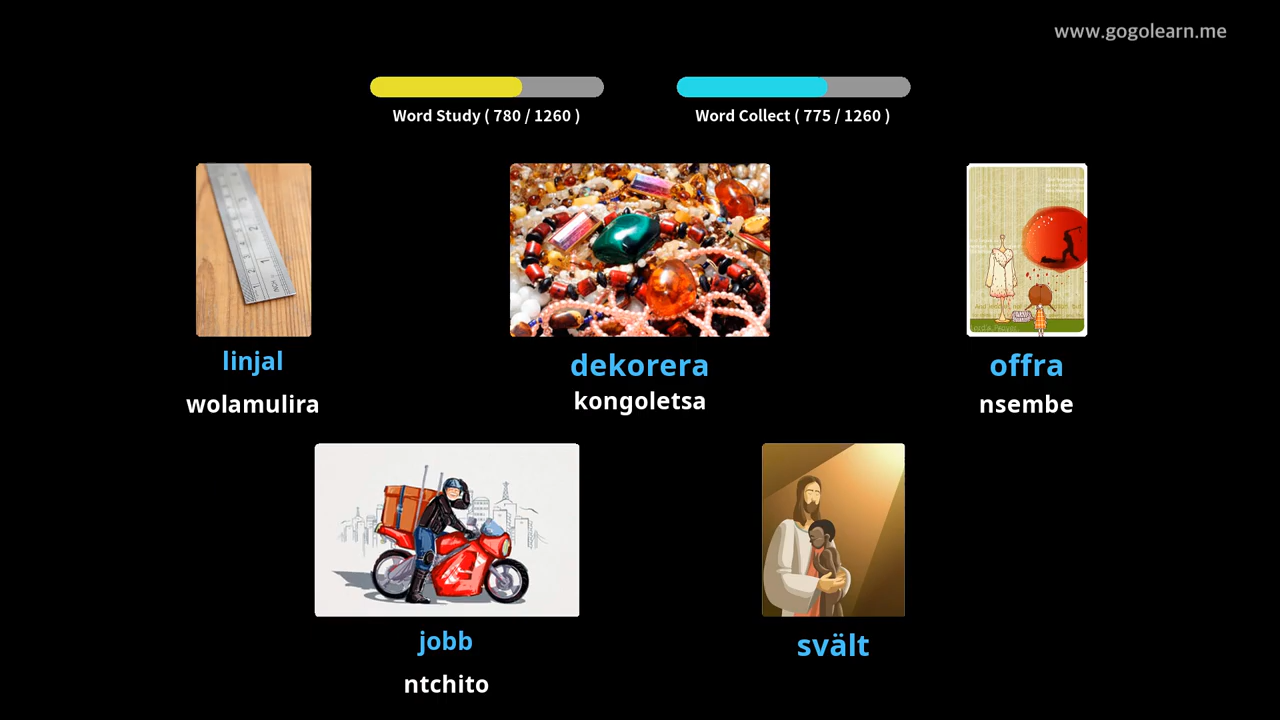 www.gogolearn.me
Word Study ( 780 / 1260 )
Word Collect ( 775 / 1260 )
linjal
wolamulira
dekorera
kongoletsa
offra
nsembe
jobb
ntchito
svält